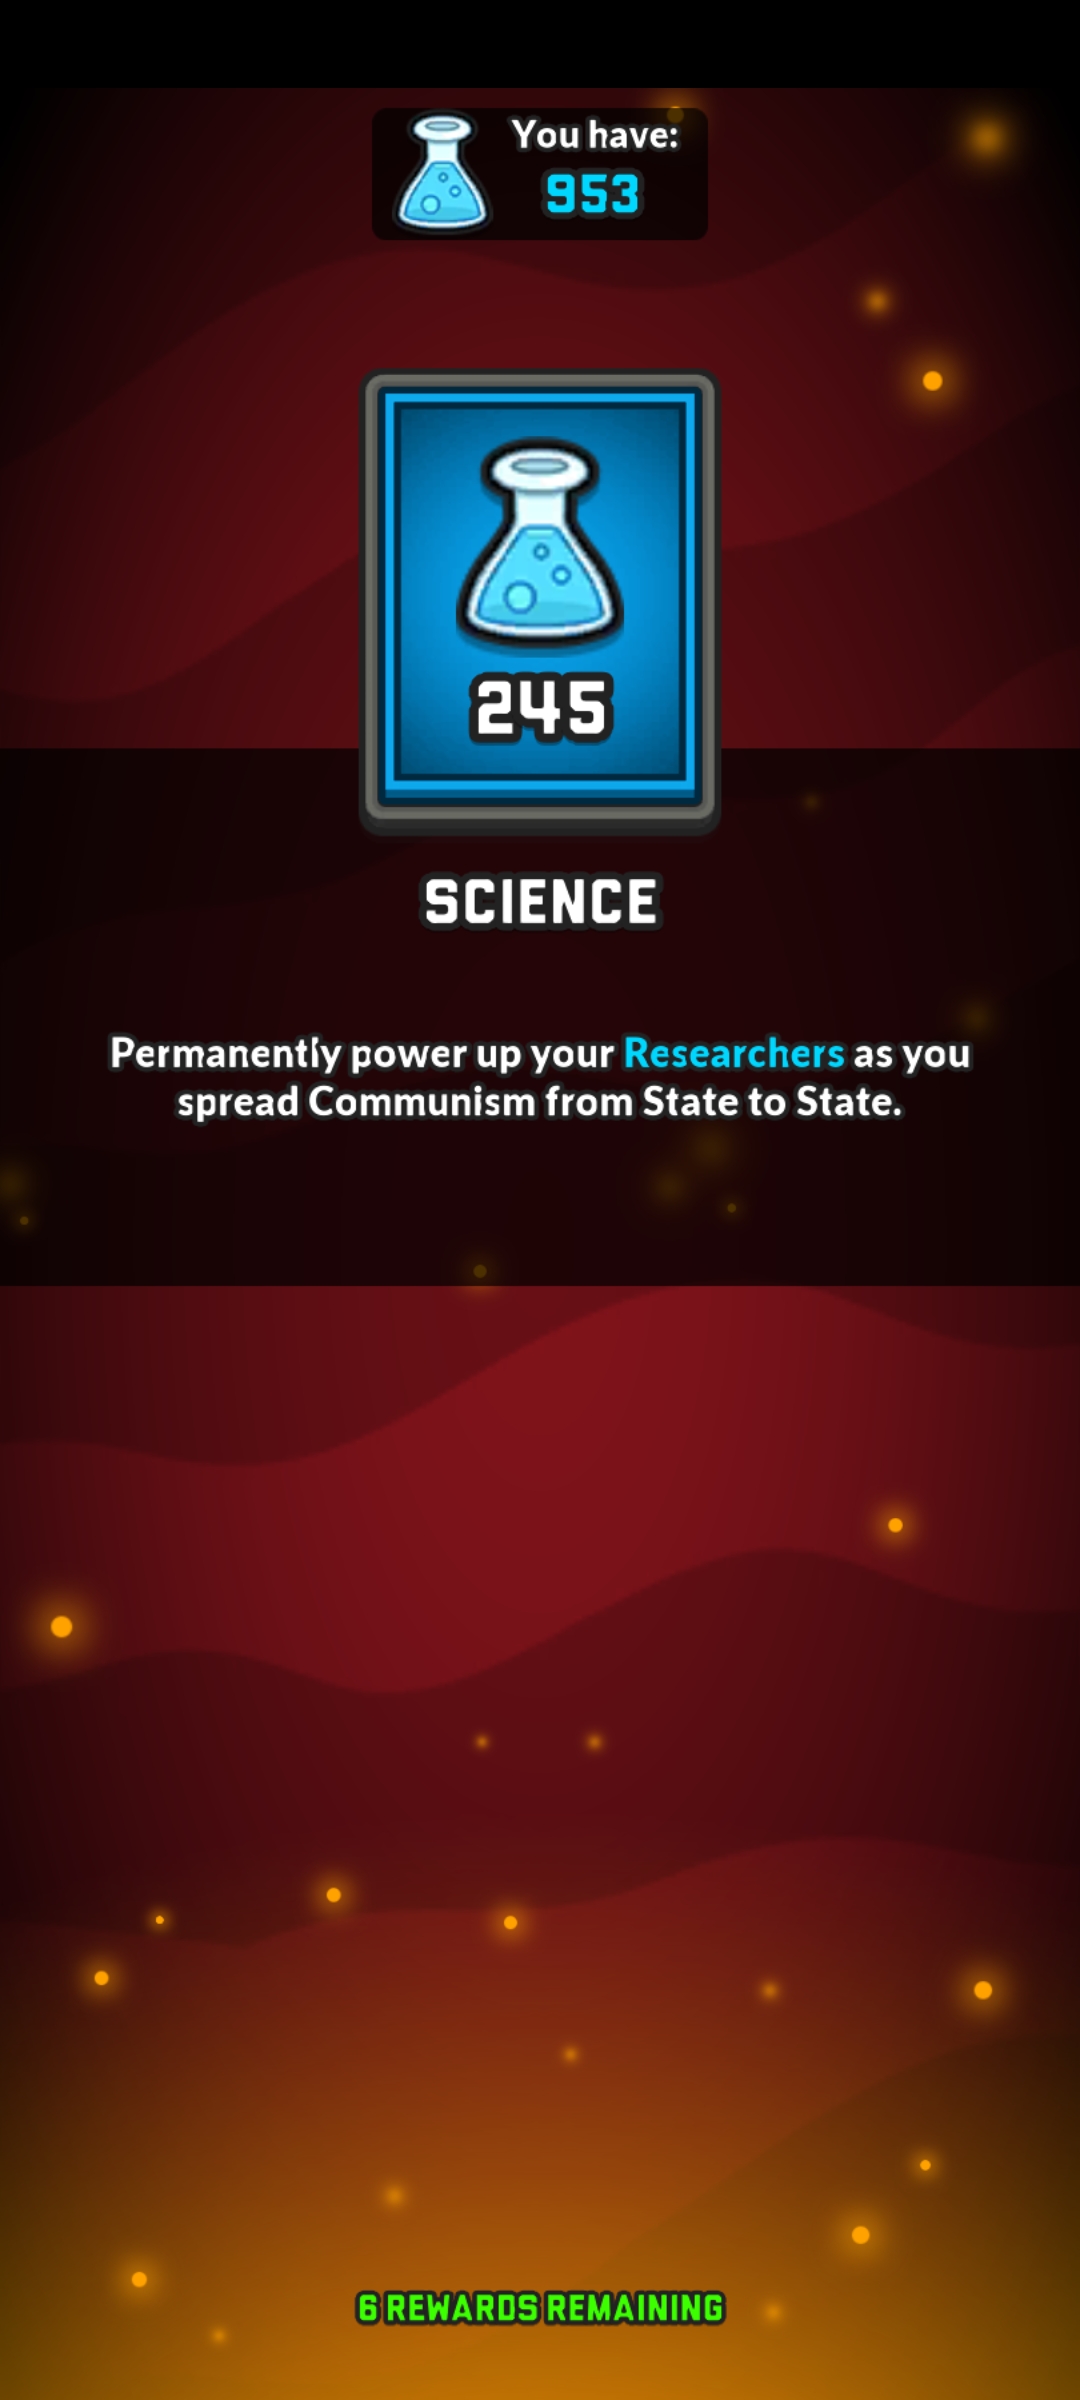 You have:
953
245
SCIENCE
Permanently power up your Researchers as you
spread Communism from State to State.
6 REWARDS REMAINING